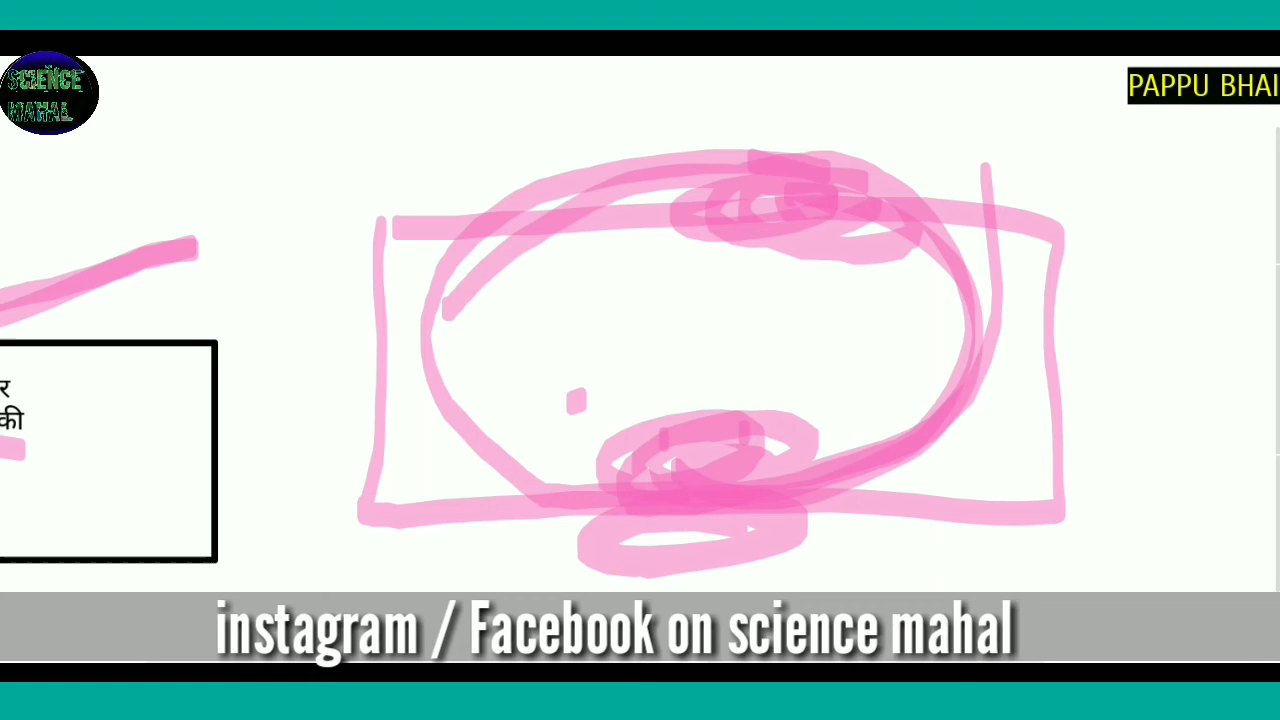 SCIENCE
MAHAL
PAPPU BHAI
र
की
instagram / Facebook on science mahal